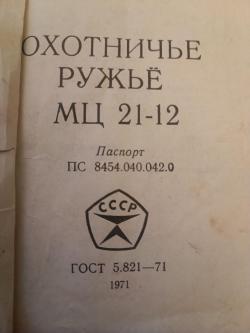 ОХОТНИЧЬЕ
РУЖЬЁ
МЦ 21-12
Паспорт
ПС 8454.040.042.0
СССР
ГОСТ 5.821—71
1971